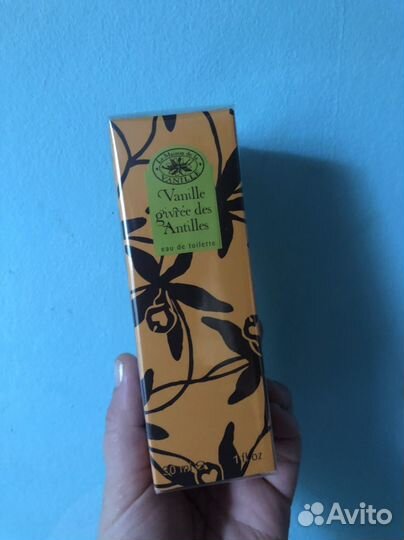 La Maison de la
VANILLE
Vanille
givrée des
Antilles
eau de toilette
30 ml ℮ 1 fl oz
Avito